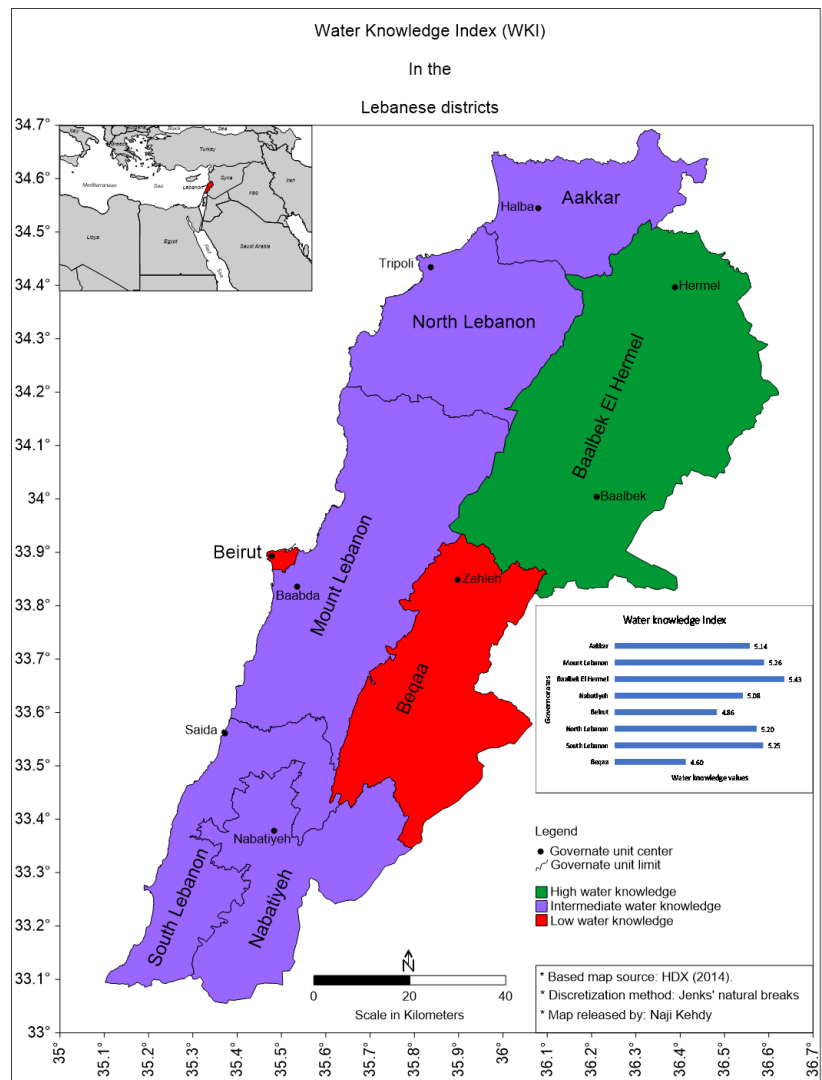 Water Knowledge Index (WKI)
In the
Lebanese districts
34.7°
34.6°
34.5°
34.4°
34.3°
34.2°
34.1°
34°
33.9°
33.8°
33.7°
33.6°
33.5°
33.4°
33.3°
33.2°
33.1°
33°
Italy
Black Sea
Bulgaria
Greece
Turkey
Mediterranean Sea
Lebanon
Syria
Iraq
Iran
Libya
Egypt
Red Sea
Saudi Arabia
Halba
Aakkar
Tripoli
Hermel
North Lebanon
Baalbek El Hermel
Baalbek
Beirut
Baabda
Mount Lebanon
Zahleh
Beqaa
Saida
Nabatiyeh
South Lebanon
Nabatiyeh
Water knowledge Index
Governorates
Aakkar 5.14
Mount Lebanon 5.26
Baalbek El Hermel 5.43
Nabatiyeh 5.08
Beirut 4.86
North Lebanon 5.20
South Lebanon 5.25
Beqaa 4.60
Water knowledge values
Legend
Governate unit center
Governate unit limit
High water knowledge
Intermediate water knowledge
Low water knowledge
N
0 20 40
Scale in Kilometers
* Based map source: HDX (2014).
* Discretization method: Jenks' natural breaks
* Map released by: Naji Kehdy
35° 35.1° 35.2° 35.3° 35.4° 35.5° 35.6° 35.7° 35.8° 35.9° 36° 36.1° 36.2° 36.3° 36.4° 36.5° 36.6° 36.7°